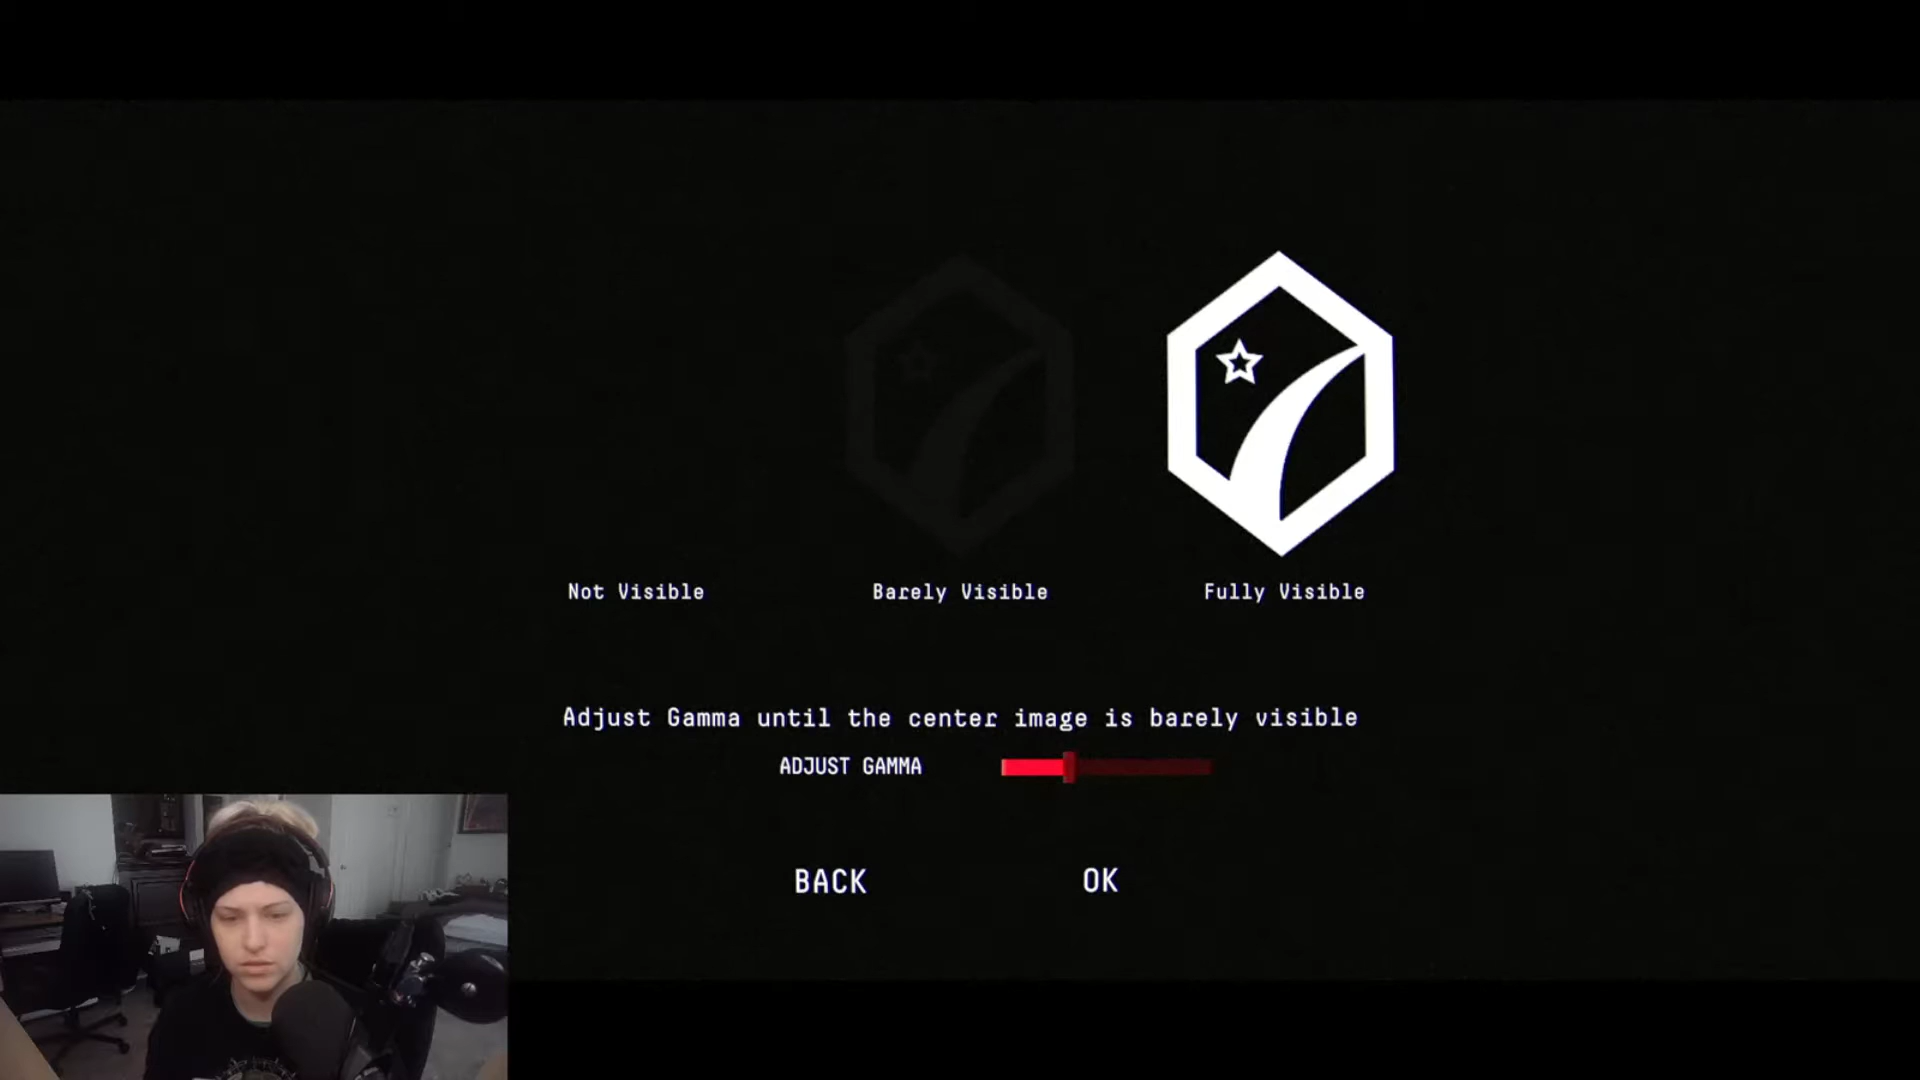 Not Visible
Barely Visible
Fully Visible
Adjust Gamma until the center image is barely visible
ADJUST GAMMA
BACK
OK